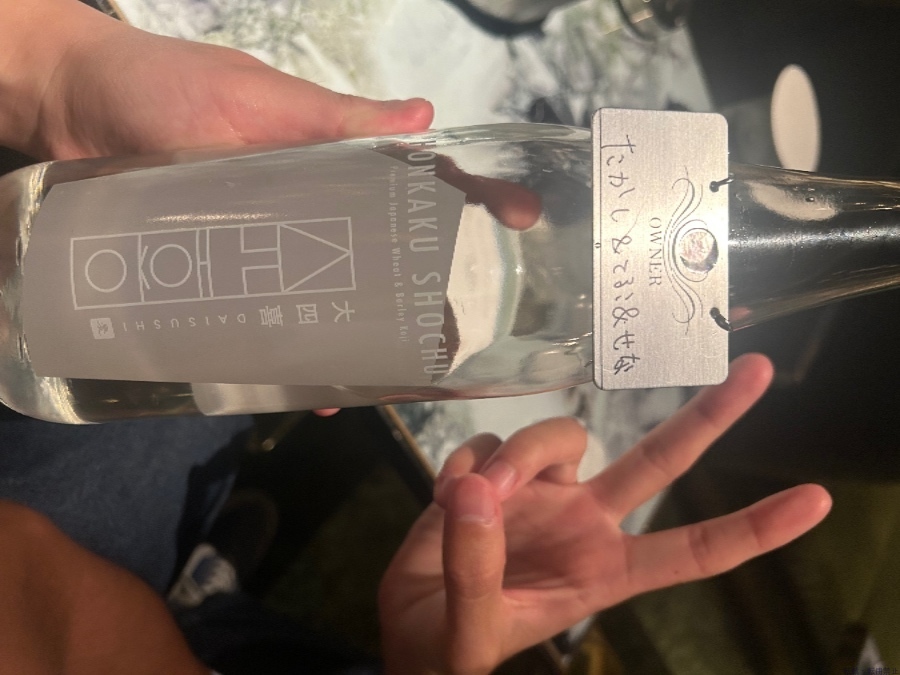 HONKAKU SHOCHU
Premium Japanese Wheat & Barley Koji
大四喜
DAISUSHI
OWNER
たかし&てる&せな